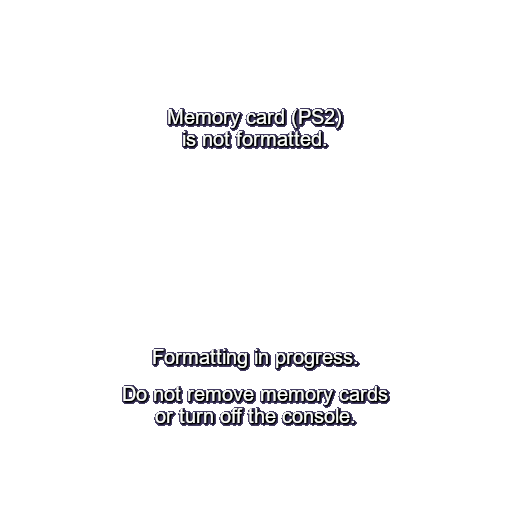 Memory card (PS2)
is not formatted.
Formatting in progress.
Do not remove memory cards
or turn off the console.